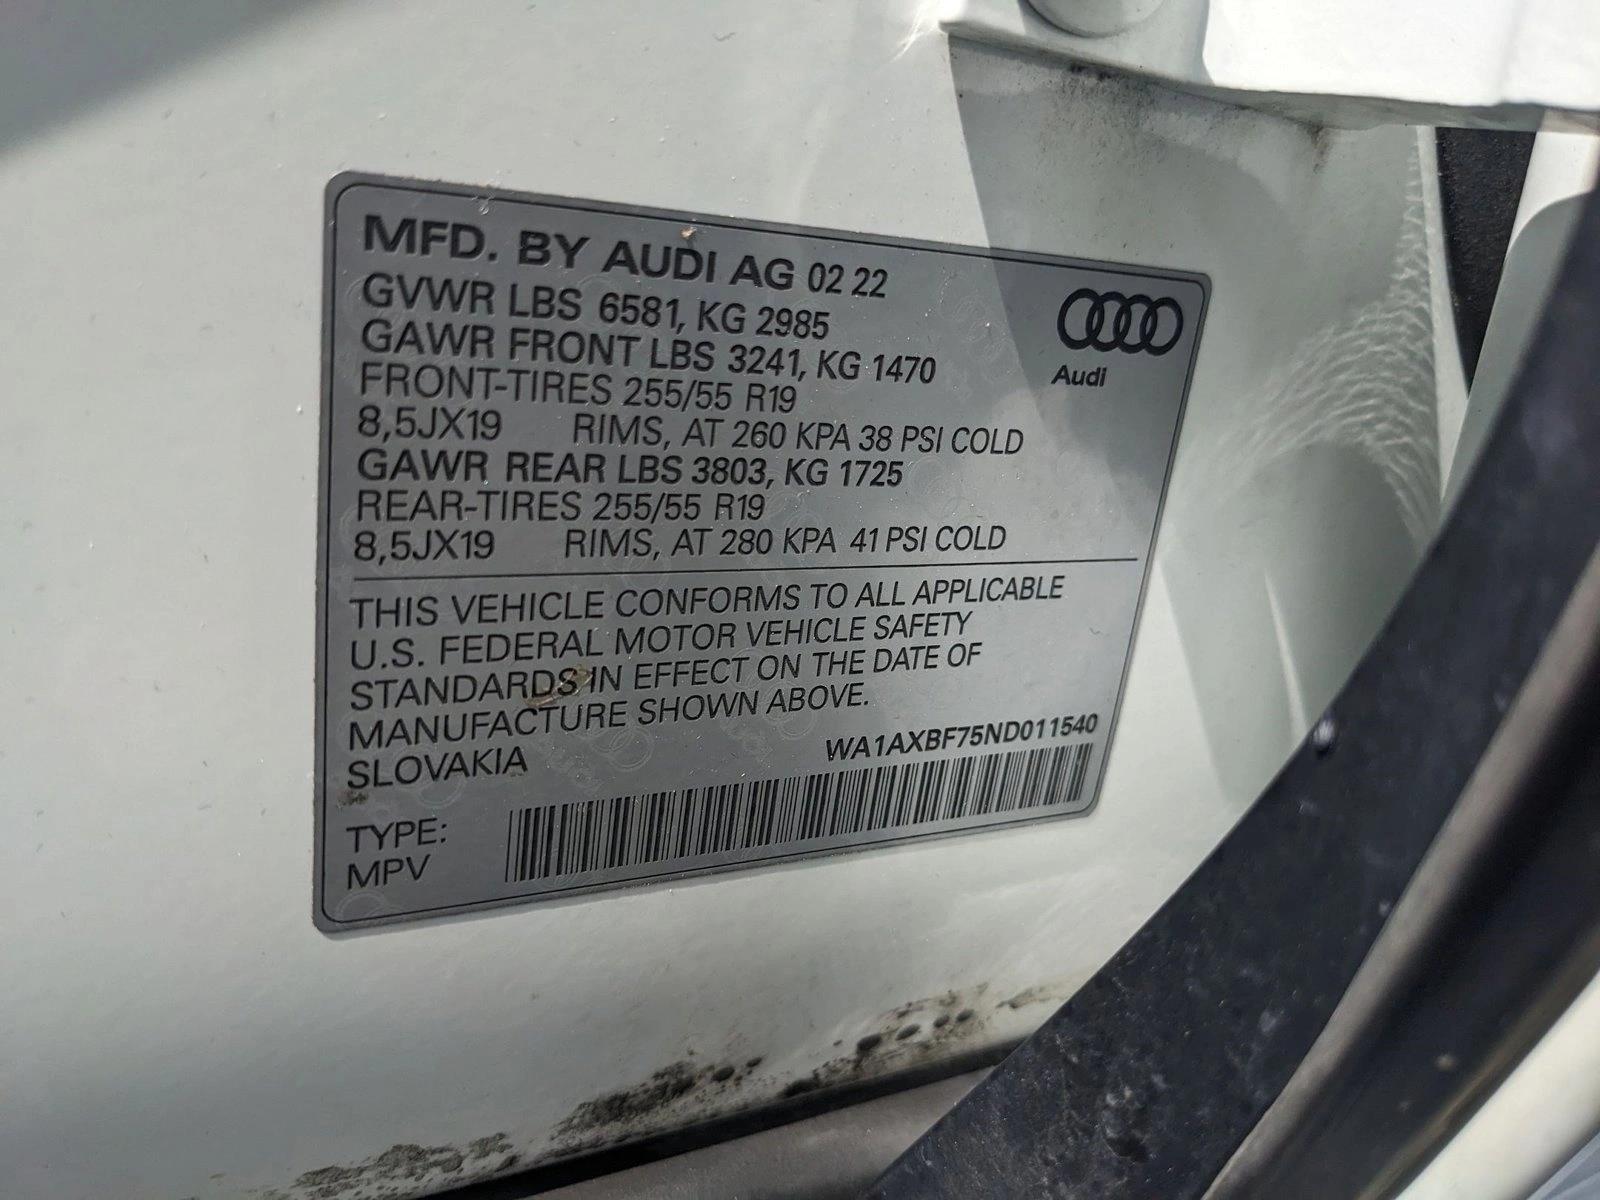 MFD. BY AUDI AG 02 22
GVWR LBS 6581, KG 2985
GAWR FRONT LBS 3241, KG 1470
FRONT-TIRES 255/55 R19
8,5JX19 RIMS, AT 260 KPA 38 PSI COLD
GAWR REAR LBS 3803, KG 1725
REAR-TIRES 255/55 R19
8,5JX19 RIMS, AT 280 KPA 41 PSI COLD
Audi
THIS VEHICLE CONFORMS TO ALL APPLICABLE
U.S. FEDERAL MOTOR VEHICLE SAFETY
STANDARDS IN EFFECT ON THE DATE OF
MANUFACTURE SHOWN ABOVE.
SLOVAKIA WA1AXBF75ND011540
TYPE:
MPV